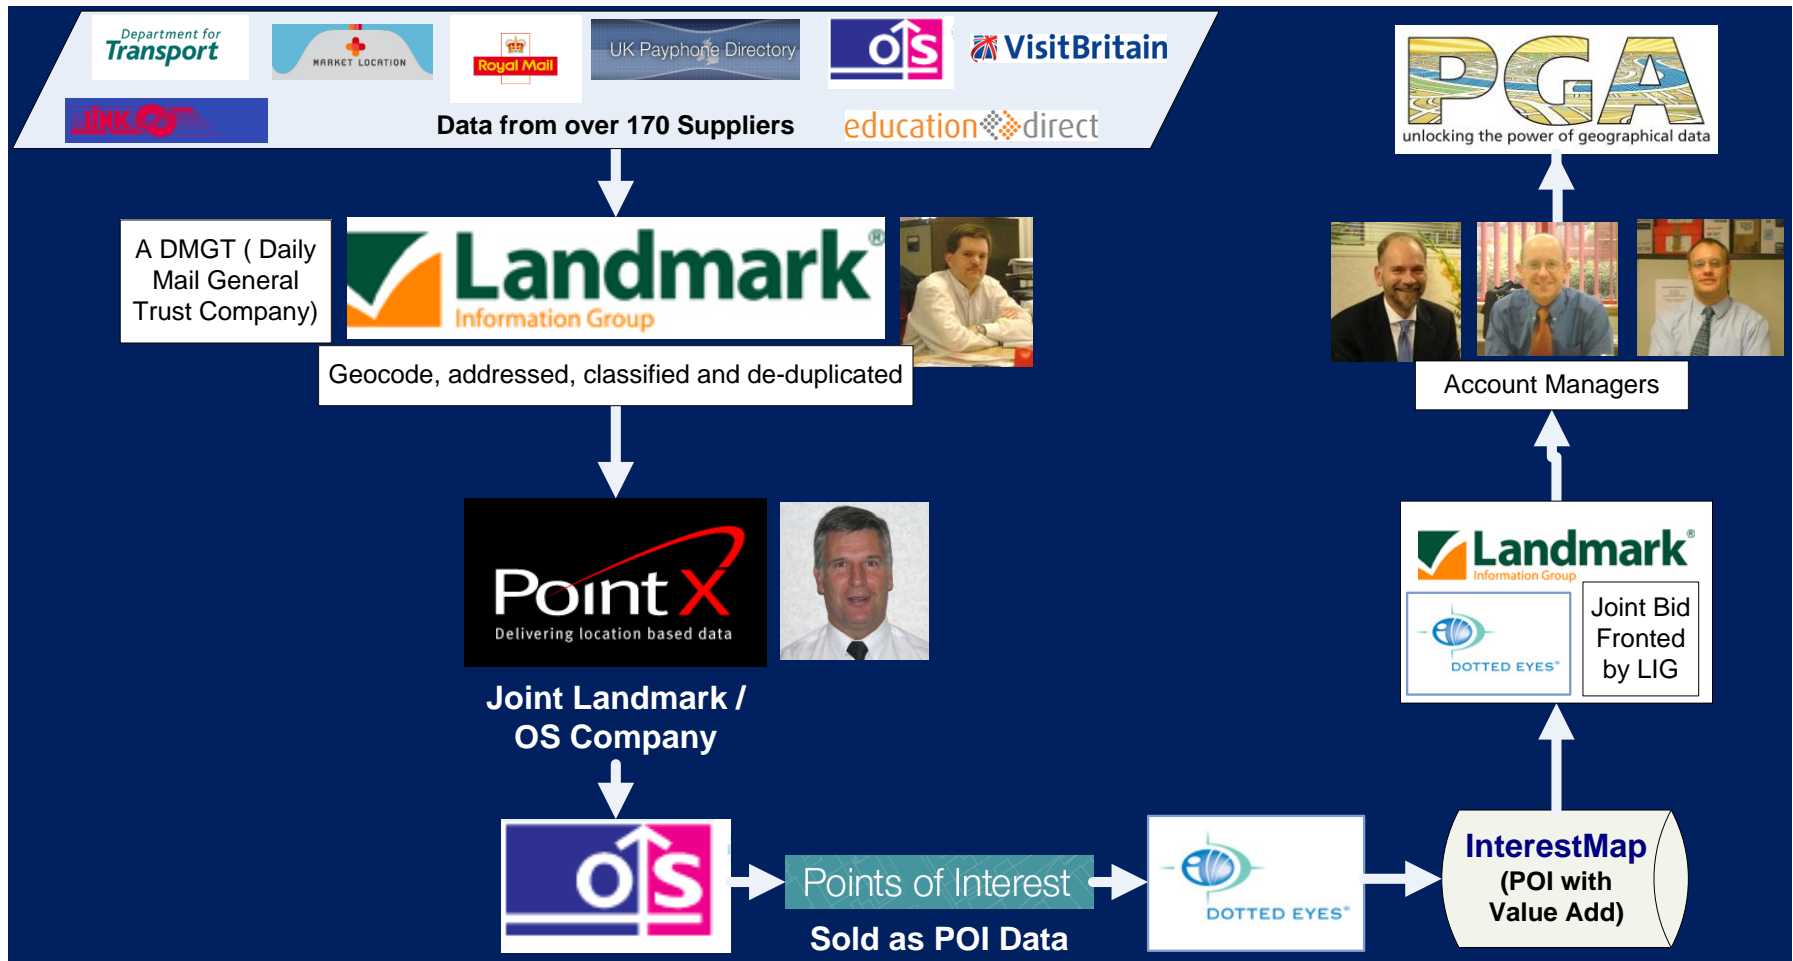 Department for
Transport
MARKET LOCATION
Royal Mail
UK Payphone Directory
OS
VisitBritain
LINK
Data from over 170 Suppliers
education direct
PGA
unlocking the power of geographical data
A DMGT ( Daily
Mail General
Trust Company)
Landmark®
Information Group
Geocode, addressed, classified and de-duplicated
Account Managers
PointX
Delivering location based data
Joint Landmark /
OS Company
Landmark®
Information Group
DOTTED EYES®
Joint Bid
Fronted
by LIG
OS
Points of Interest
Sold as POI Data
DOTTED EYES®
InterestMap
(POI with
Value Add)